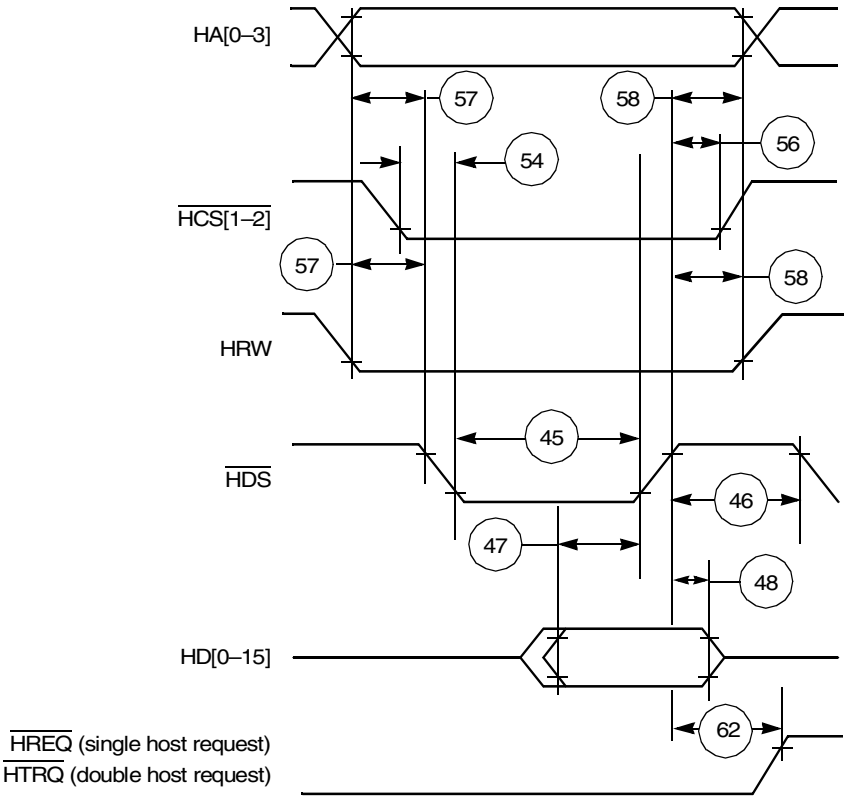 HA[0–3]
57
58
56
54
HCS[1–2]
57
58
HRW
45
HDS
46
47
48
HD[0–15]
62
HREQ (single host request)
HTRQ (double host request)